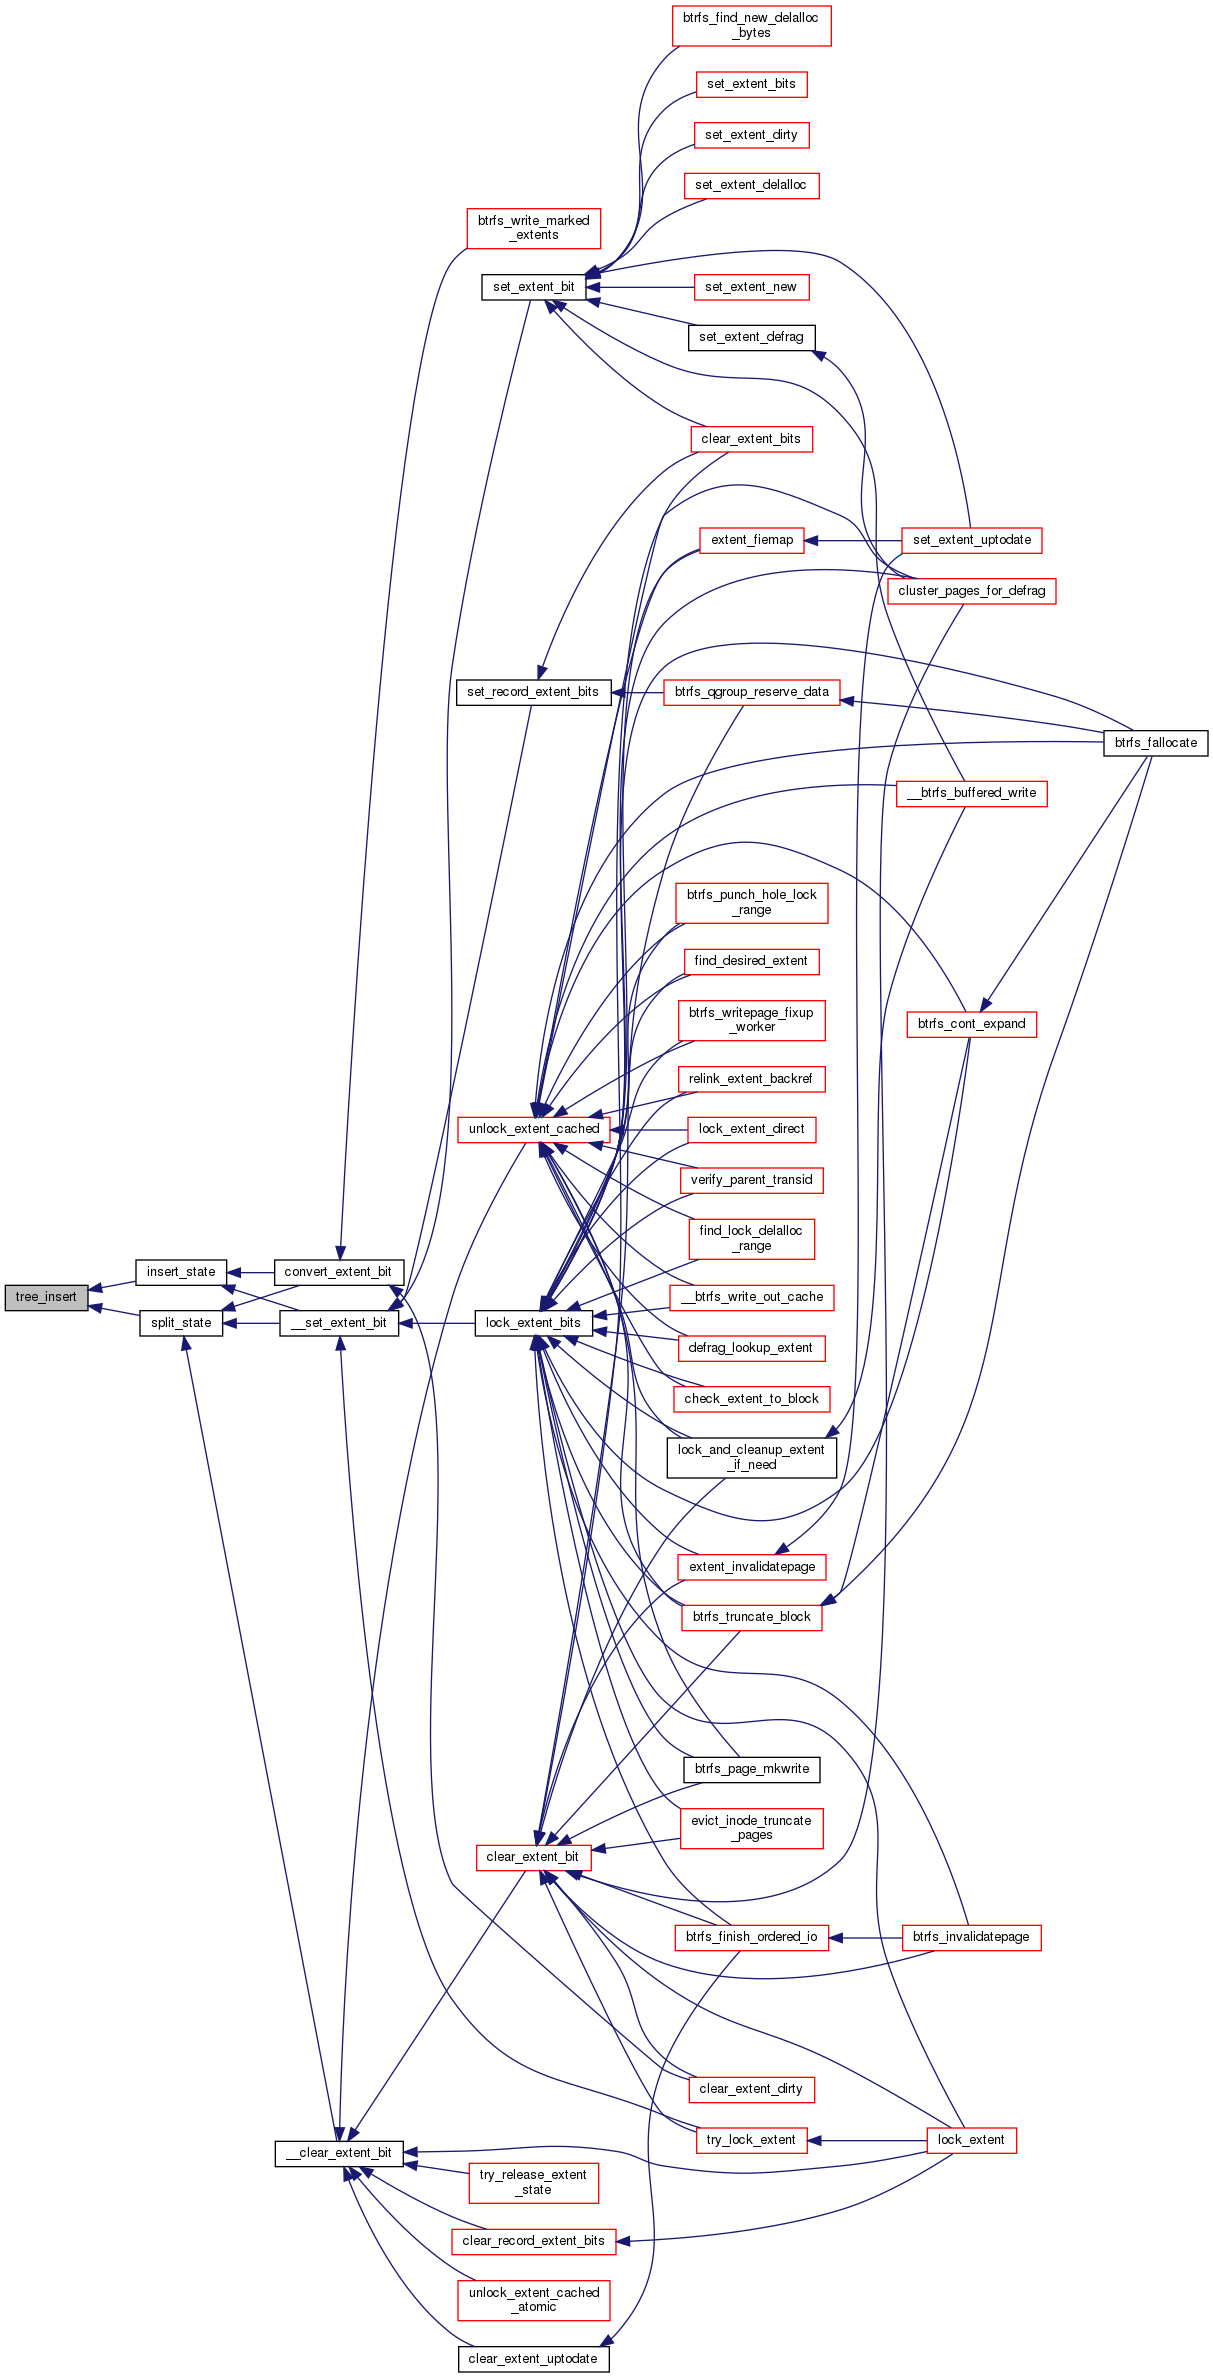 btrfs_find_new_delalloc
_bytes
set_extent_bits
set_extent_dirty
set_extent_delalloc
btrfs_write_marked
_extents
set_extent_bit
set_extent_new
set_extent_defrag
clear_extent_bits
extent_fiemap
set_extent_uptodate
cluster_pages_for_defrag
set_record_extent_bits
btrfs_qgroup_reserve_data
btrfs_fallocate
__btrfs_buffered_write
btrfs_punch_hole_lock
_range
find_desired_extent
btrfs_writepage_fixup
_worker
btrfs_cont_expand
relink_extent_backref
unlock_extent_cached
lock_extent_direct
verify_parent_transid
find_lock_delalloc
_range
insert_state
convert_extent_bit
tree_insert
__btrfs_write_out_cache
split_state
__set_extent_bit
lock_extent_bits
defrag_lookup_extent
check_extent_to_block
lock_and_cleanup_extent
_if_need
extent_invalidatepage
btrfs_truncate_block
btrfs_page_mkwrite
evict_inode_truncate
_pages
clear_extent_bit
btrfs_finish_ordered_io
btrfs_invalidatepage
clear_extent_dirty
try_lock_extent
lock_extent
__clear_extent_bit
try_release_extent
_state
clear_record_extent_bits
unlock_extent_cached
_atomic
clear_extent_uptodate